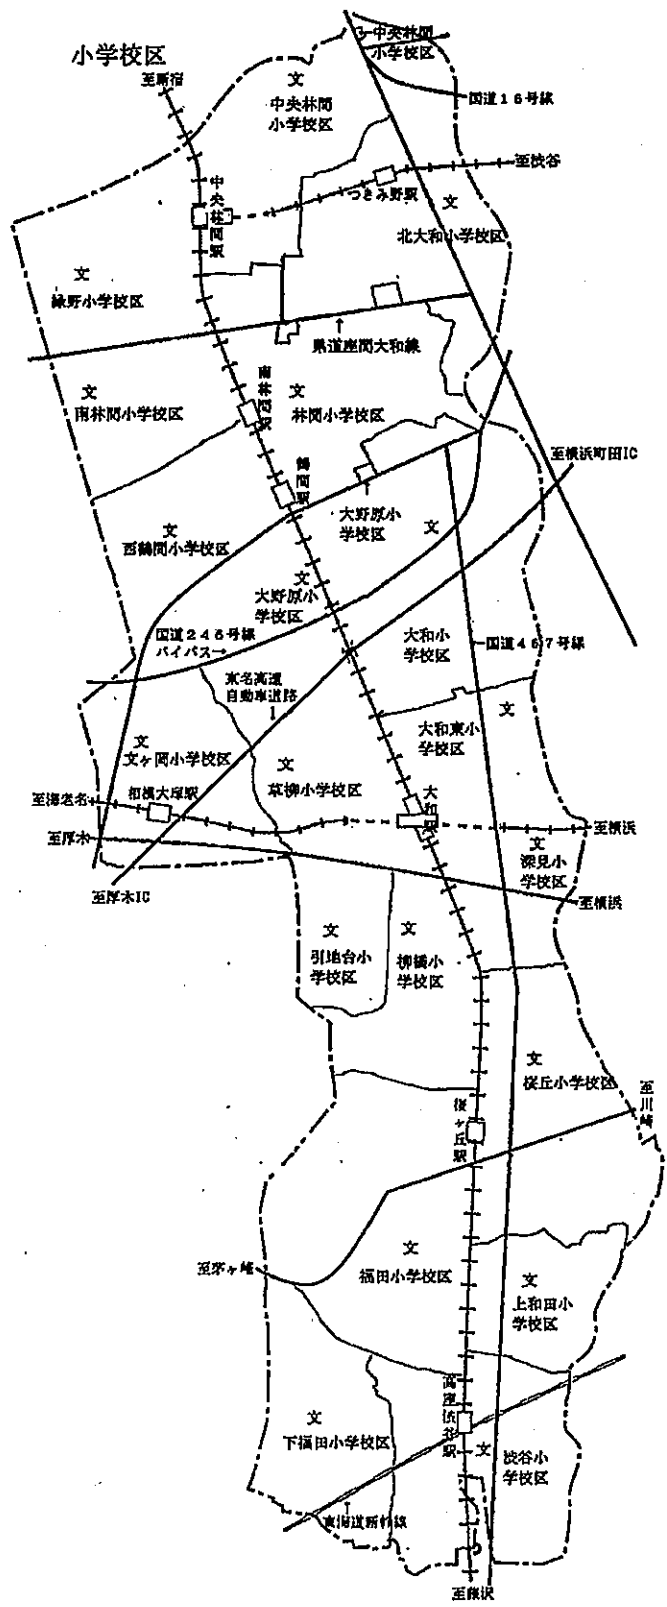 小学校区
至新宿
文
中央林間
小学校区
中央林間
小学校区
国道16号線
至渋谷
つきみ野駅
中央林間駅
文
北大和小学校区
文
緑野小学校区
県道座間大和線
文
南林間小学校区
南林間駅
文
林間小学校区
至横浜町田IC
鶴間駅
大野原小
学校区
文
文
西鶴間小学校区
文
大野原小
学校区
国道246号線
バイパス→
大和小
学校区
国道467号線
東名高速
自動車道路
文
大和東小
学校区
文
文ヶ岡小学校区
文
草柳小学校区
至海老名
相模大塚駅
大和駅
至横浜
至厚木
文
深見小
学校区
至厚木IC
至横浜
文
引地台小
学校区
文
柳橋小
学校区
文
桜丘小学校区
至川崎
桜ヶ丘駅
文
福田小学校区
至茅ヶ崎
文
上和田小
学校区
高座渋谷駅
文
下福田小学校区
文
渋谷小
学校区
東海道新幹線
至藤沢